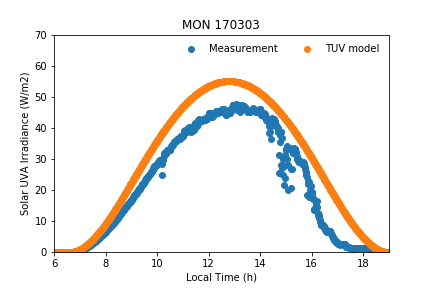 MON 170303
Measurement TUV model
70
60
50
40
30
20
10
0
Solar UVA Irradiance (W/m2)
6 8 10 12 14 16 18
Local Time (h)